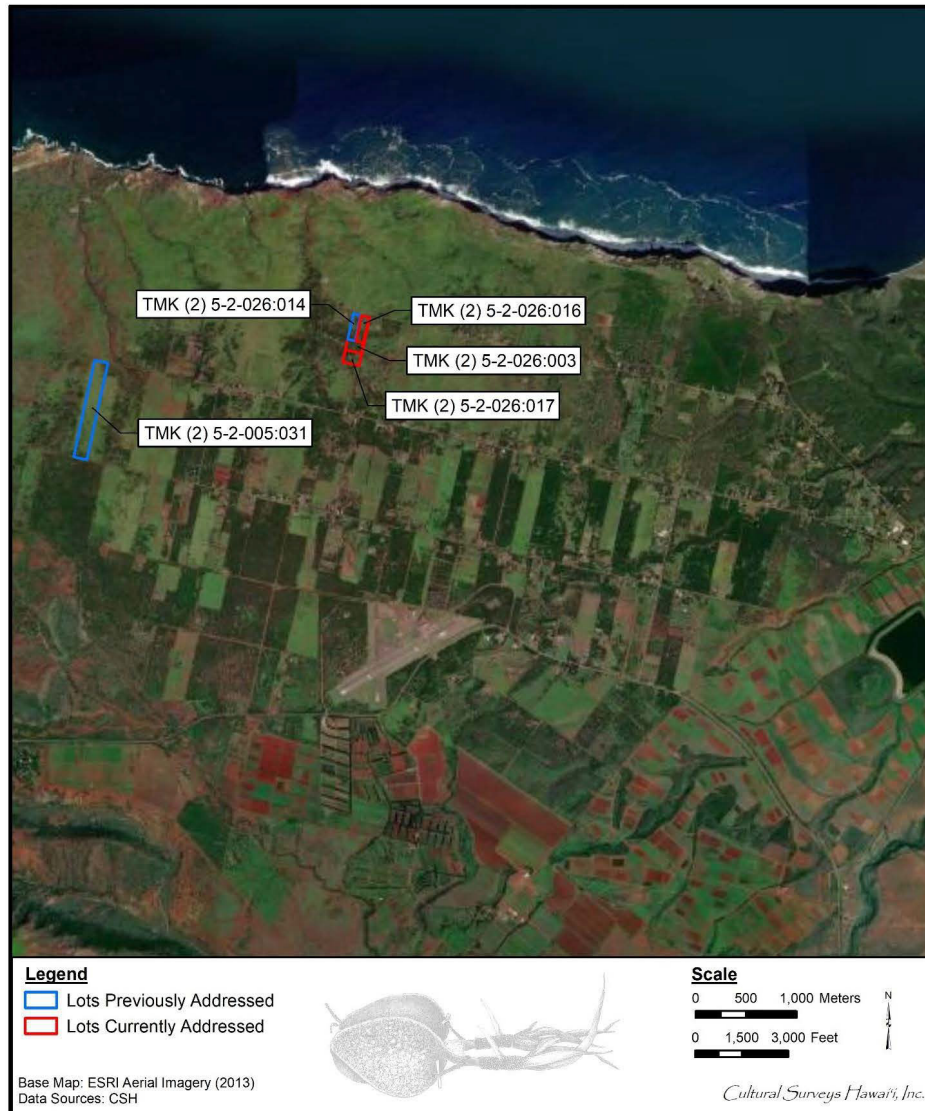 TMK (2) 5-2-026:014
TMK (2) 5-2-026:016
TMK (2) 5-2-026:003
TMK (2) 5-2-026:017
TMK (2) 5-2-005:031
Legend
Lots Previously Addressed
Lots Currently Addressed
Base Map: ESRI Aerial Imagery (2013)
Data Sources: CSH
Scale
0 500 1,000 Meters
0 1,500 3,000 Feet
N
Cultural Surveys Hawai‘i, Inc.